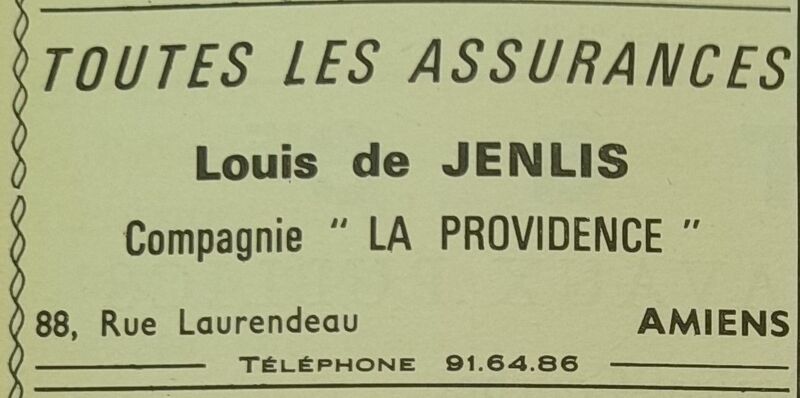 TOUTES LES ASSURANCES
Louis de JENLIS
Compagnie " LA PROVIDENCE "
88, Rue Laurendeau AMIENS
TÉLÉPHONE 91.64.86